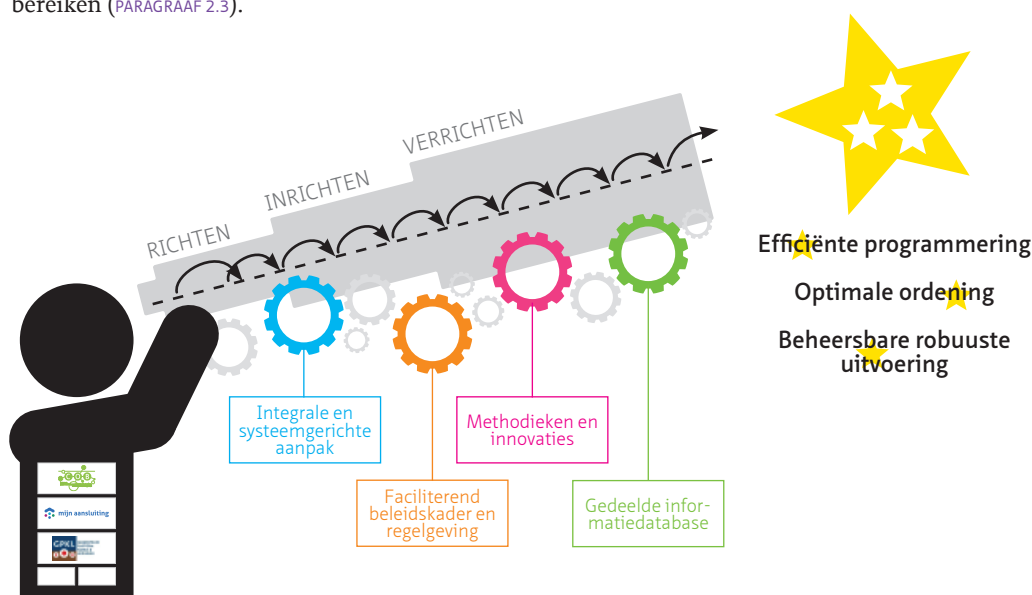 bereiken (PARAGRAAF 2.3).
RICHTEN
INRICHTEN
VERRICHTEN
Efficiënte programmering
Optimale ordening
Beheersbare robuuste
uitvoering
Integrale en
systeemgerichte
aanpak
Faciliterend
beleidskader en
regelgeving
Methodieken en
innovaties
Gedeelde infor-
matiedatabase
mijn aansluiting
GPKL